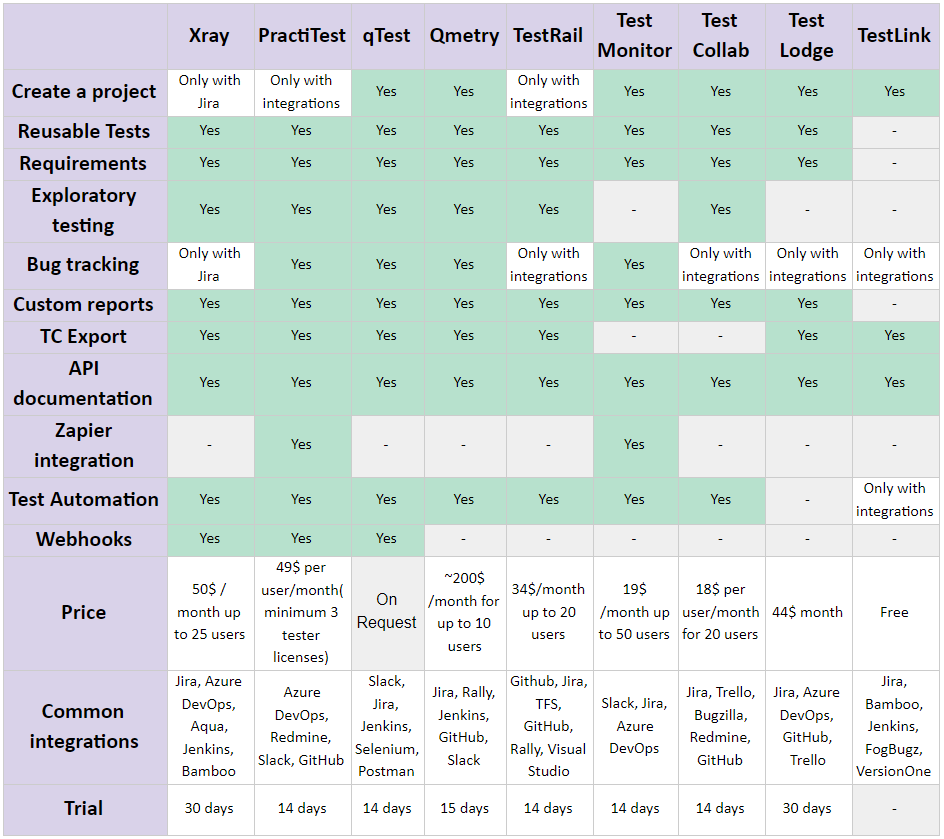 Xray PractiTest qTest Qmetry TestRail Test Monitor Test Collab Test Lodge TestLink
Create a project Only with Jira Only with integrations Yes Yes Only with integrations Yes Yes Yes Yes
Reusable Tests Yes Yes Yes Yes Yes Yes Yes Yes -
Requirements Yes Yes Yes Yes Yes Yes Yes Yes -
Exploratory testing Yes Yes Yes Yes Yes - Yes - -
Bug tracking Only with Jira Yes Yes Yes Only with integrations Yes Only with integrations Only with integrations Only with integrations
Custom reports Yes Yes Yes Yes Yes Yes Yes Yes -
TC Export Yes Yes Yes Yes Yes - - Yes Yes
API documentation Yes Yes Yes Yes Yes Yes Yes Yes Yes
Zapier integration - Yes - - - Yes - - -
Test Automation Yes Yes Yes Yes Yes Yes Yes - Only with integrations
Webhooks Yes Yes Yes - - - - - -
Price 50$ / month up to 25 users 49$ per user/month( minimum 3 tester licenses) On Request ~200$ /month for up to 10 users 34$/month up to 20 users 19$ /month up to 50 users 18$ per user/month for 20 users 44$ month Free
Common integrations Jira, Azure DevOps, Aqua, Jenkins, Bamboo Azure DevOps, Redmine, Slack, GitHub Slack, Jira, Jenkins, Selenium, Postman Jira, Rally, Jenkins, GitHub, Slack Github, Jira, TFS, GitHub, Rally, Visual Studio Slack, Jira, Azure DevOps Jira, Trello, Bugzilla, Redmine, GitHub Jira, Azure DevOps, GitHub, Trello Jira, Bamboo, Jenkins, FogBugz, VersionOne
Trial 30 days 14 days 14 days 15 days 14 days 14 days 14 days 30 days -